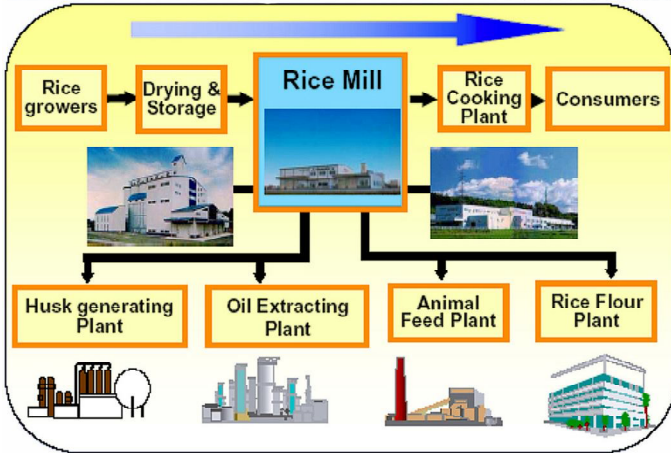 Rice
growers
Drying &
Storage
Rice Mill
Rice
Cooking
Plant
Consumers
Husk generating
Plant
Oil Extracting
Plant
Animal
Feed Plant
Rice Flour
Plant